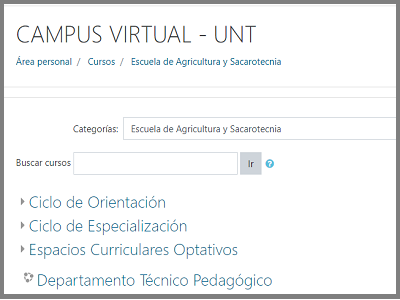 CAMPUS VIRTUAL - UNT
Área personal / Cursos / Escuela de Agricultura y Sacarotecnia
Categorías: Escuela de Agricultura y Sacarotecnia
Buscar cursos Ir ?
Ciclo de Orientación
Ciclo de Especialización
Espacios Curriculares Optativos
Departamento Técnico Pedagógico